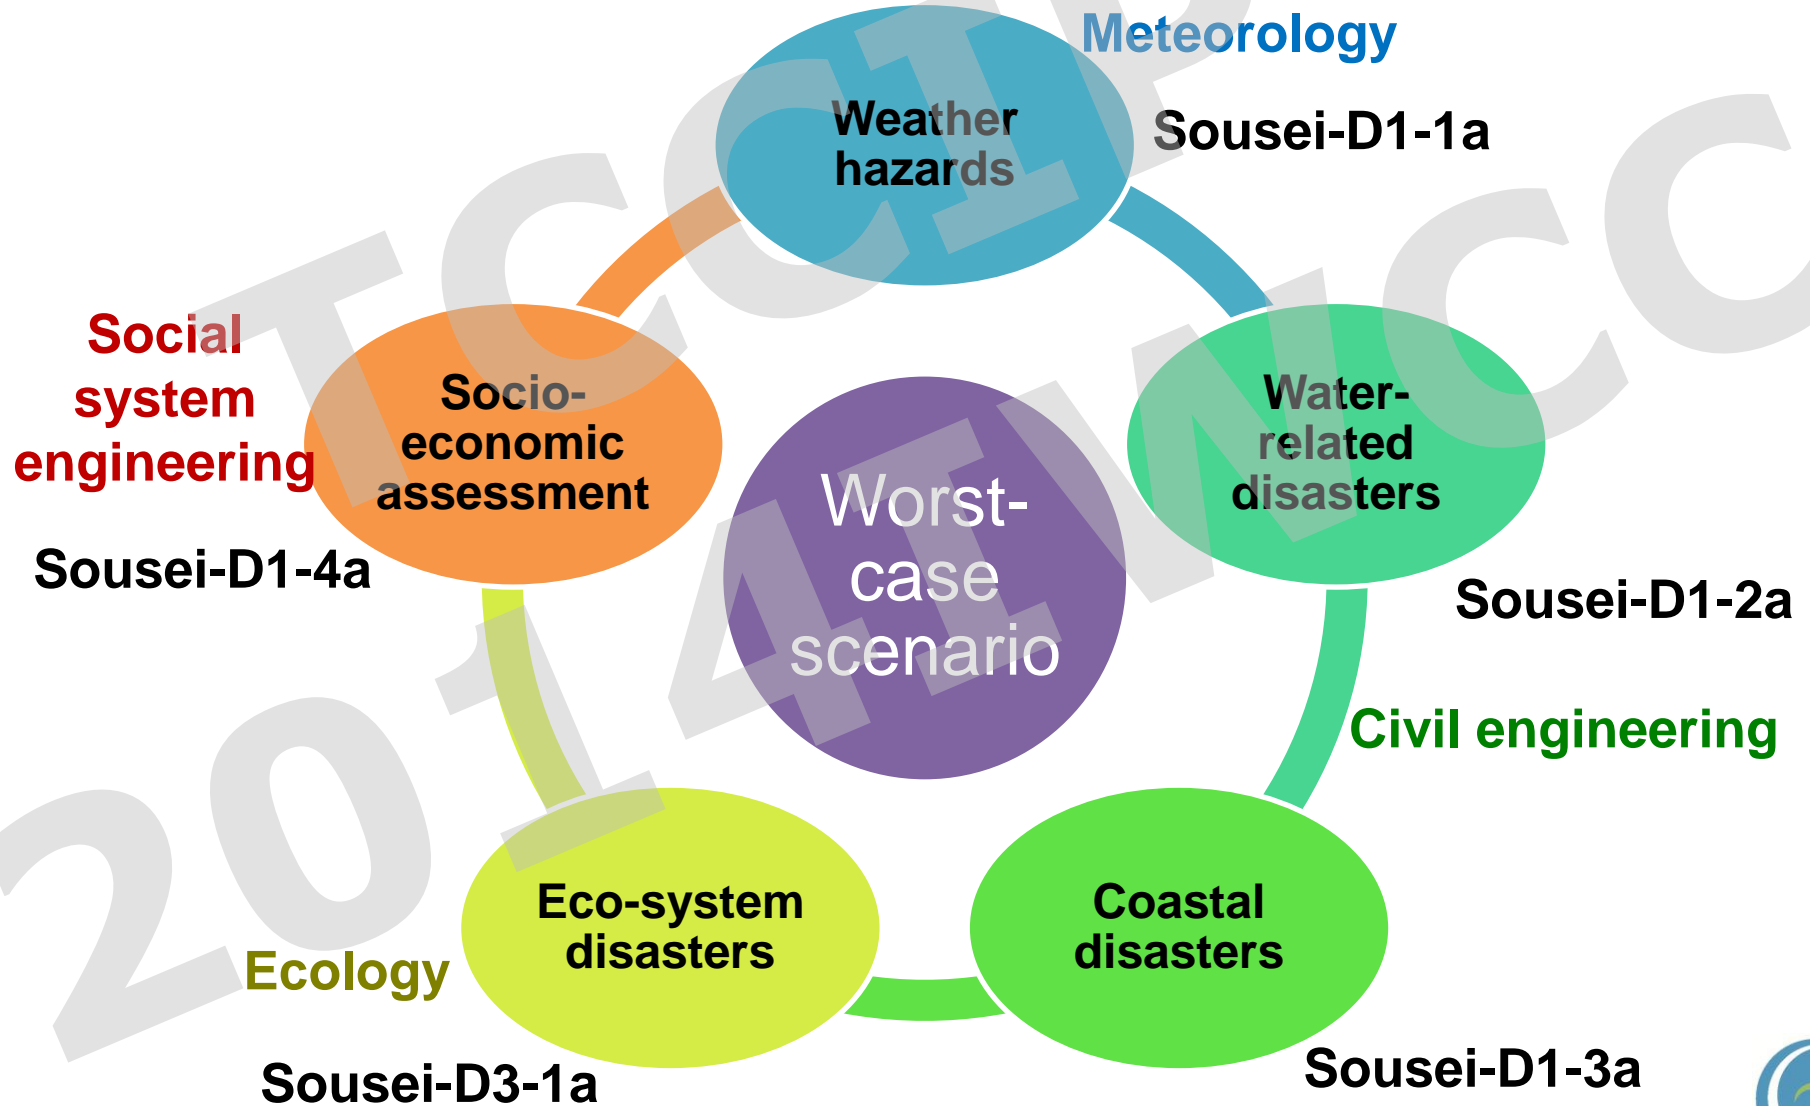 Meteorology
Weather
hazards
Sousei-D1-1a
Social
system
engineering
Socio-
economic
assessment
Sousei-D1-4a
Worst-
case
scenario
Water-
related
disasters
Sousei-D1-2a
Civil engineering
Eco-system
disasters
Ecology
Sousei-D3-1a
Coastal
disasters
Sousei-D1-3a
TCCIP
2014IWCC